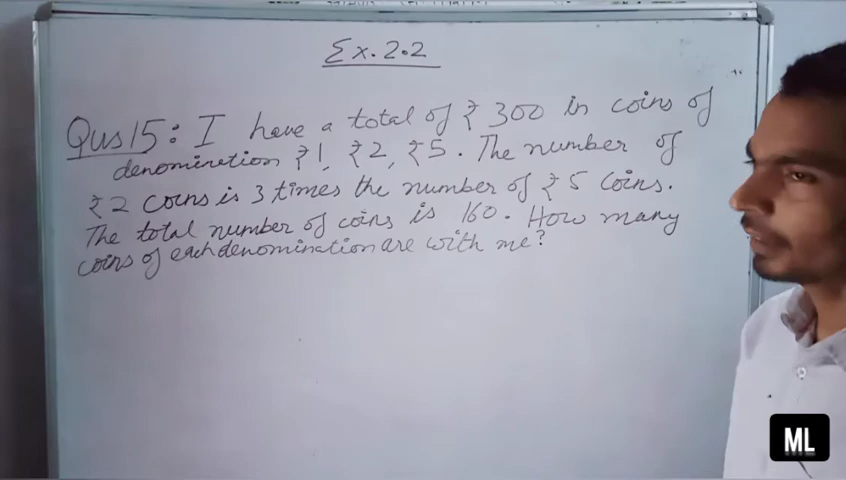 Ex. 2.2
Qus 15: I have a total of ₹ 300 in coins of
denomination ₹1, ₹2, ₹5. The number of
₹2 coins is 3 times the number of ₹5 Coins.
The total number of coins is 160. How many
coins of each denomination are with me?
ML